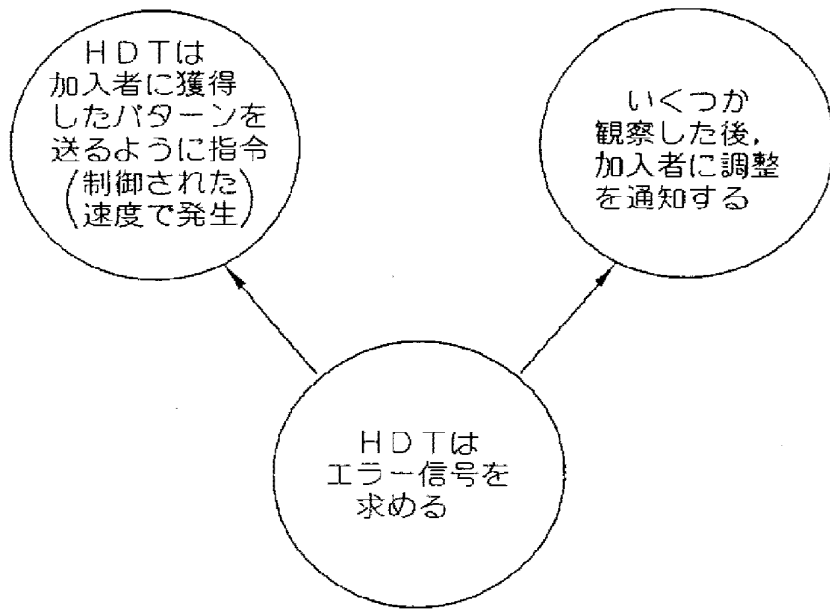 HDTは
加入者に獲得
したパターンを
送るように指令
(制御された
速度で発生)
いくつか
観察した後,
加入者に調整
を通知する
HDTは
エラー信号を
求める